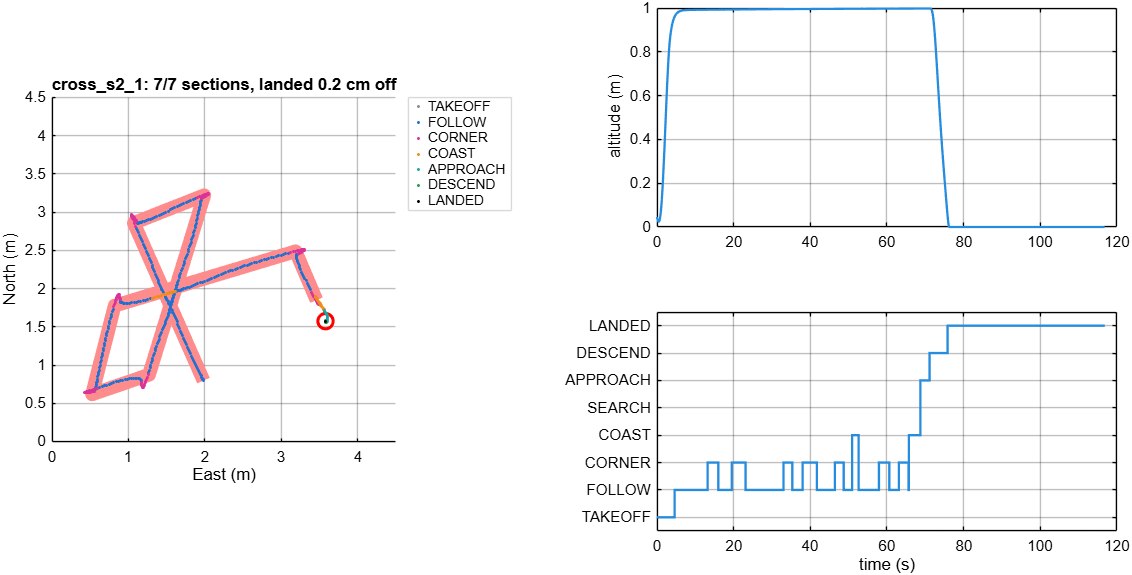 cross_s2_1: 7/7 sections, landed 0.2 cm off
4.5
4
3.5
3
2.5
2
1.5
1
0.5
0
North (m)
0
1
2
3
4
East (m)
TAKEOFF
FOLLOW
CORNER
COAST
APPROACH
DESCEND
LANDED
1
0.8
0.6
0.4
0.2
0
altitude (m)
0
20
40
60
80
100
120
LANDED
DESCEND
APPROACH
SEARCH
COAST
CORNER
FOLLOW
TAKEOFF
0
20
40
60
80
100
120
time (s)